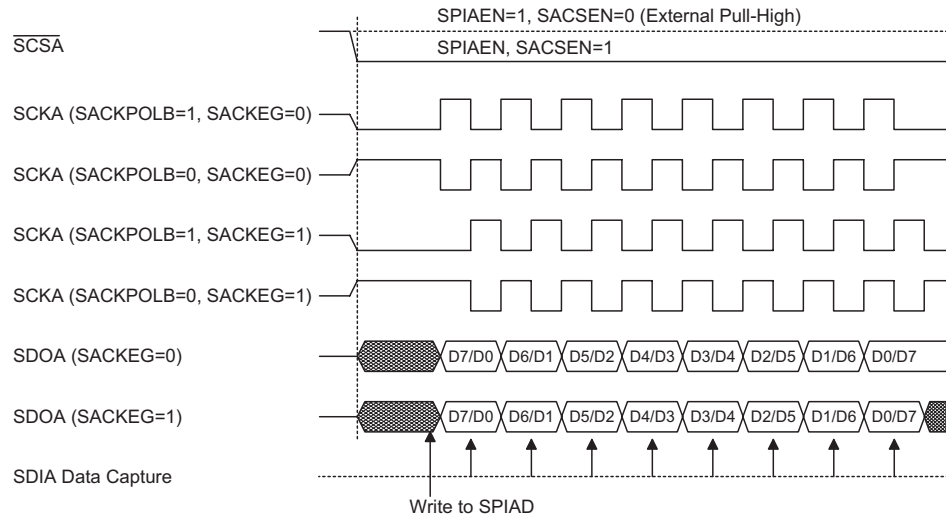 SPIAEN=1, SACSEN=0 (External Pull-High)
SCSA
SPIAEN, SACSEN=1
SCKA (SACKPOLB=1, SACKEG=0)
SCKA (SACKPOLB=0, SACKEG=0)
SCKA (SACKPOLB=1, SACKEG=1)
SCKA (SACKPOLB=0, SACKEG=1)
SDOA (SACKEG=0) D7/D0 D6/D1 D5/D2 D4/D3 D3/D4 D2/D5 D1/D6 D0/D7
SDOA (SACKEG=1) D7/D0 D6/D1 D5/D2 D4/D3 D3/D4 D2/D5 D1/D6 D0/D7
SDIA Data Capture
Write to SPIAD